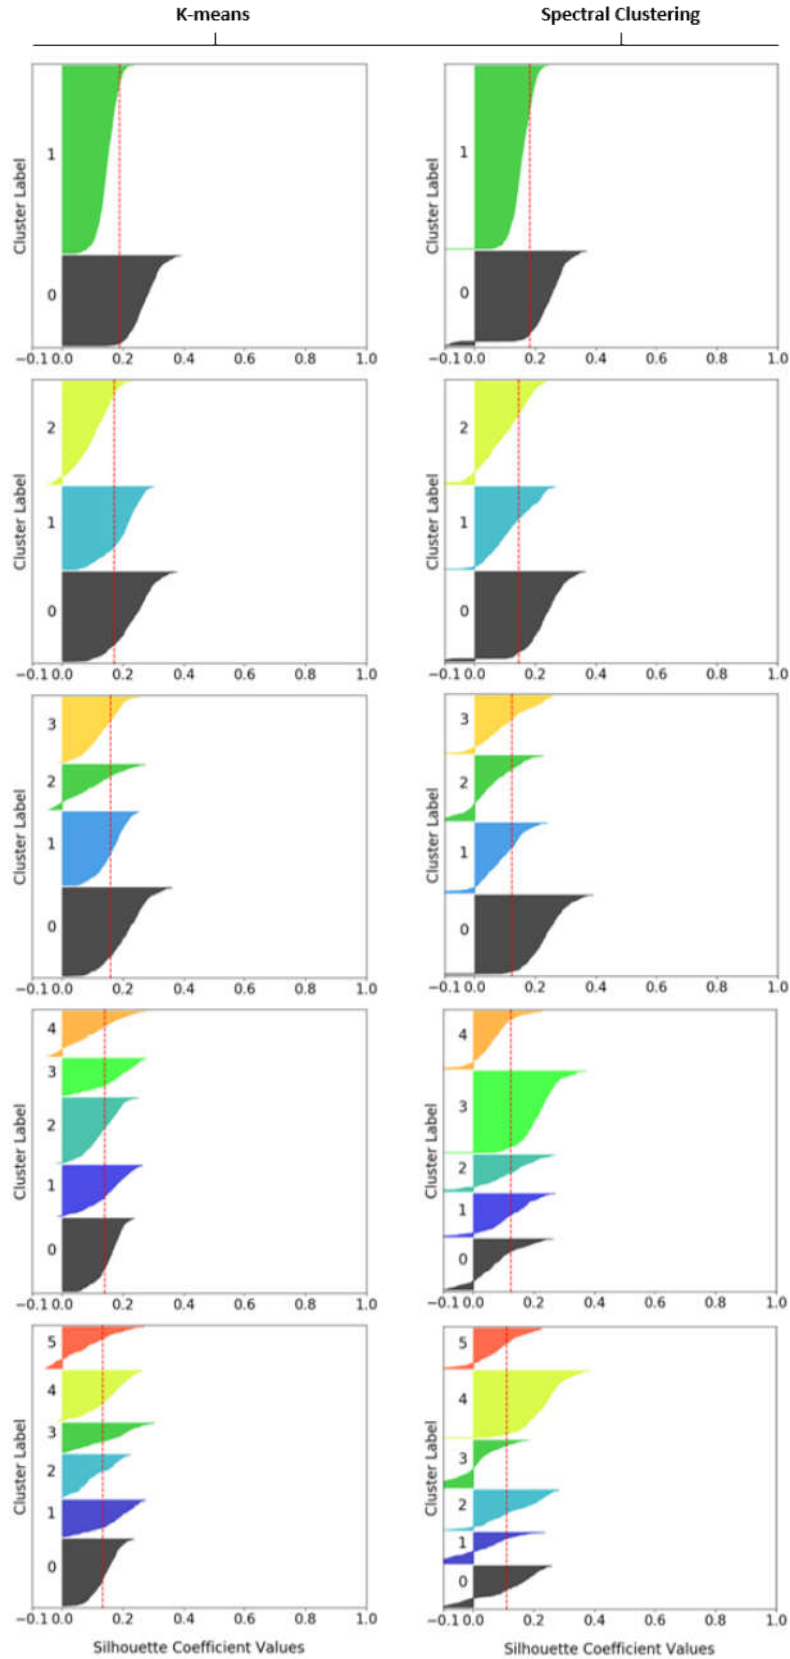 K-means Spectral Clustering
Cluster Label 1 0 Cluster Label 1 0
−0.1 0.0 0.2 0.4 0.6 0.8 1.0 −0.1 0.0 0.2 0.4 0.6 0.8 1.0
Cluster Label 2 1 0 Cluster Label 2 1 0
−0.1 0.0 0.2 0.4 0.6 0.8 1.0 −0.1 0.0 0.2 0.4 0.6 0.8 1.0
Cluster Label 3 2 1 0 Cluster Label 3 2 1 0
−0.1 0.0 0.2 0.4 0.6 0.8 1.0 −0.1 0.0 0.2 0.4 0.6 0.8 1.0
Cluster Label 4 3 2 1 0 Cluster Label 4 3 2 1 0
−0.1 0.0 0.2 0.4 0.6 0.8 1.0 −0.1 0.0 0.2 0.4 0.6 0.8 1.0
Cluster Label 5 4 3 2 1 0 Cluster Label 5 4 3 2 1 0
−0.1 0.0 0.2 0.4 0.6 0.8 1.0 −0.1 0.0 0.2 0.4 0.6 0.8 1.0
Silhouette Coefficient Values Silhouette Coefficient Values